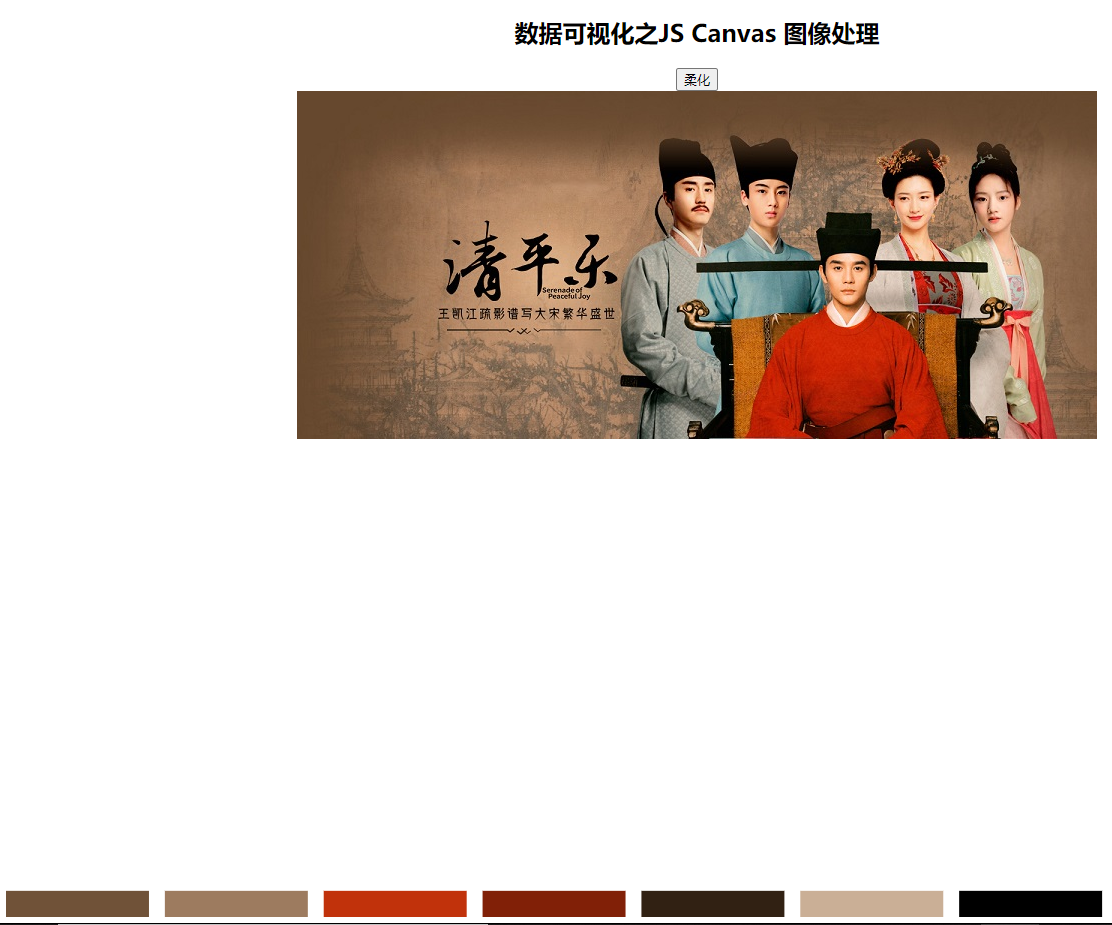 数据可视化之JS Canvas 图像处理
柔化
清平乐
Serenade of
Peaceful Joy
王凯江疏影谱写大宋繁华盛世